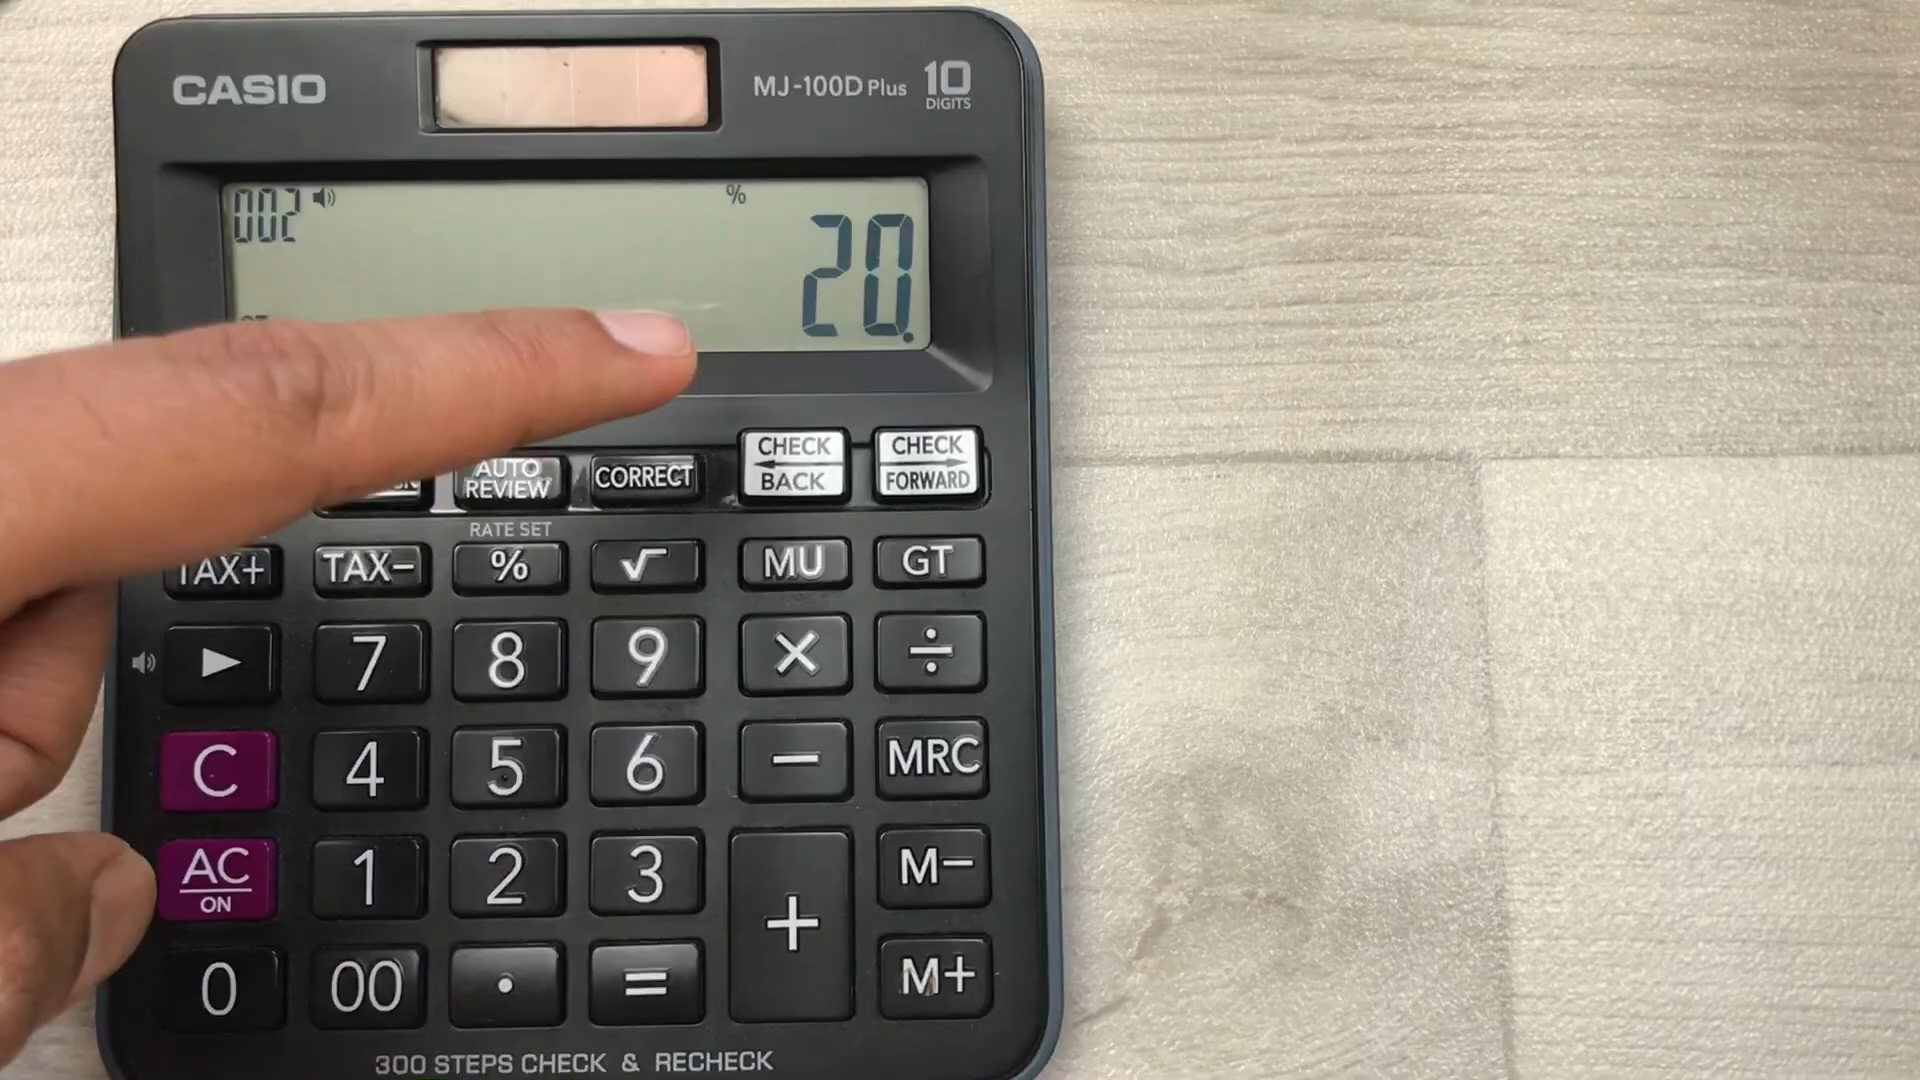 CASIO
MJ-100D Plus 10
DIGITS
002 %
20.
AUTO
REVIEW
CORRECT
CHECK
BACK
CHECK
FORWARD
RATE SET
TAX+ TAX− % √ MU GT
▶ 7 8 9 × ÷
C 4 5 6 − MRC
AC
ON
1 2 3 + M−
0 00 . = M+
300 STEPS CHECK & RECHECK